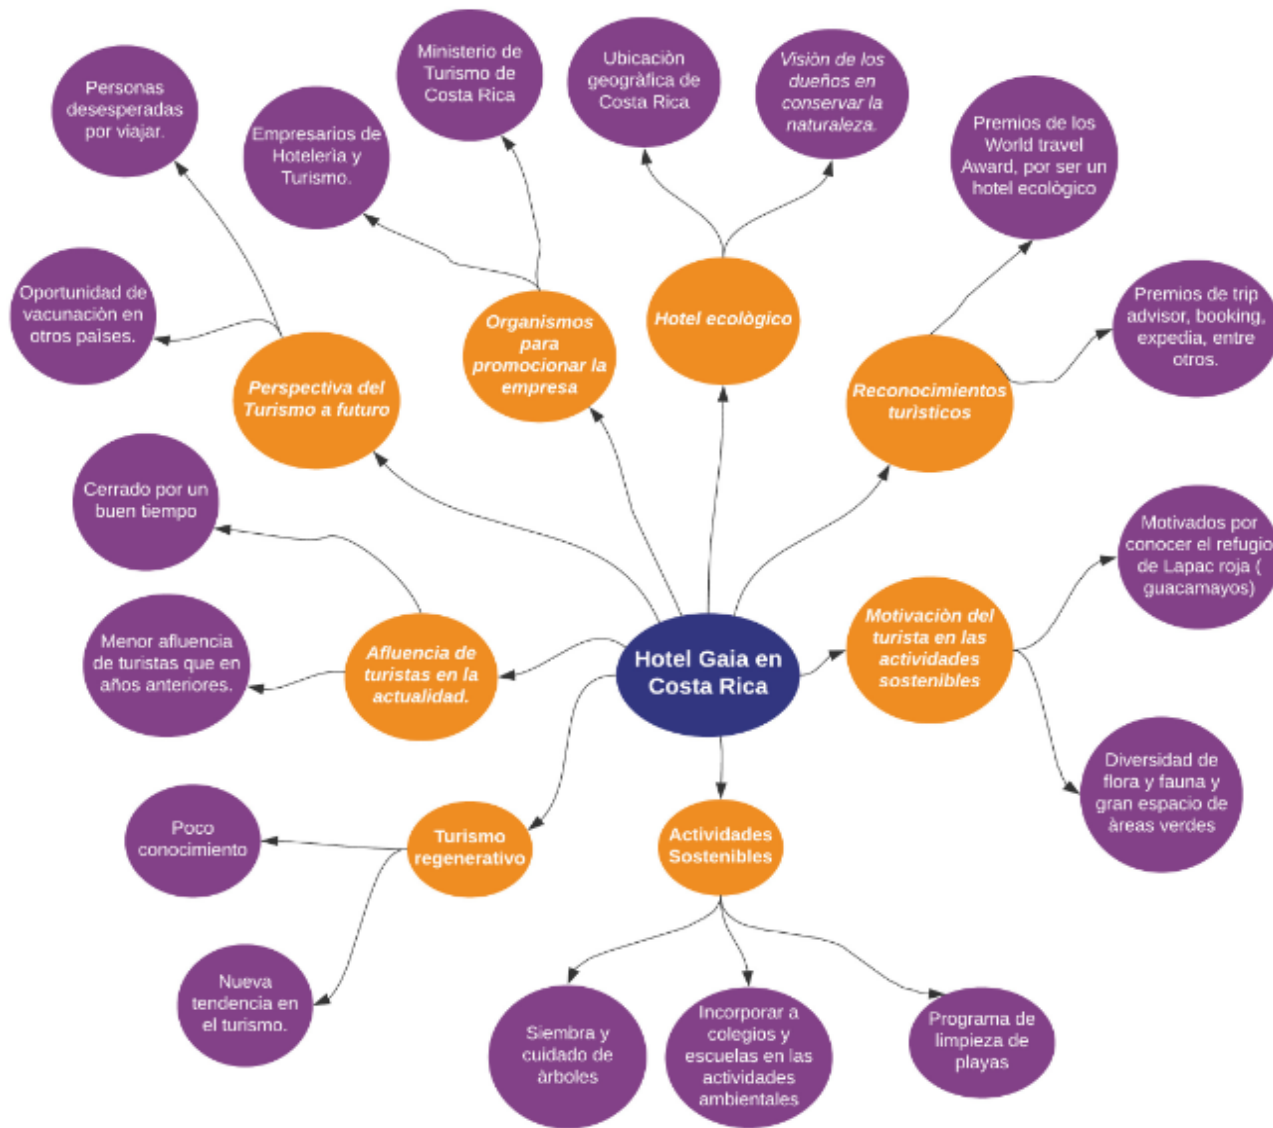 Ministerio de
Turismo de
Costa Rica
Ubicaciòn
geogràfica de
Costa Rica
Visiòn de los
dueños en
conservar la
naturaleza.
Personas
desesperadas
por viajar.
Empresarios de
Hotelerìa y
Turismo.
Premios de los
World travel
Award, por ser un
hotel ecològico
Oportunidad de
vacunaciòn en
otros paìses.
Organismos
para
promocionar la
empresa
Hotel ecològico
Premios de trip
advisor, booking,
expedia, entre
otros.
Perspectiva del
Turismo a futuro
Reconocimientos
turìsticos
Cerrado por un
buen tiempo
Motivados por
conocer el refugio
de Lapac roja (
guacamayos)
Menor afluencia
de turistas que en
años anteriores.
Afluencia de
turistas en la
actualidad.
Hotel Gaia en
Costa Rica
Motivaciòn del
turista en las
actividades
sostenibles
Diversidad de
flora y fauna y
gran espacio de
àreas verdes
Poco
conocimiento
Turismo
regenerativo
Actividades
Sostenibles
Nueva
tendencia en
el turismo.
Siembra y
cuidado de
àrboles
Incorporar a
colegios y
escuelas en las
actividades
ambientales
Programa de
limpieza de
playas